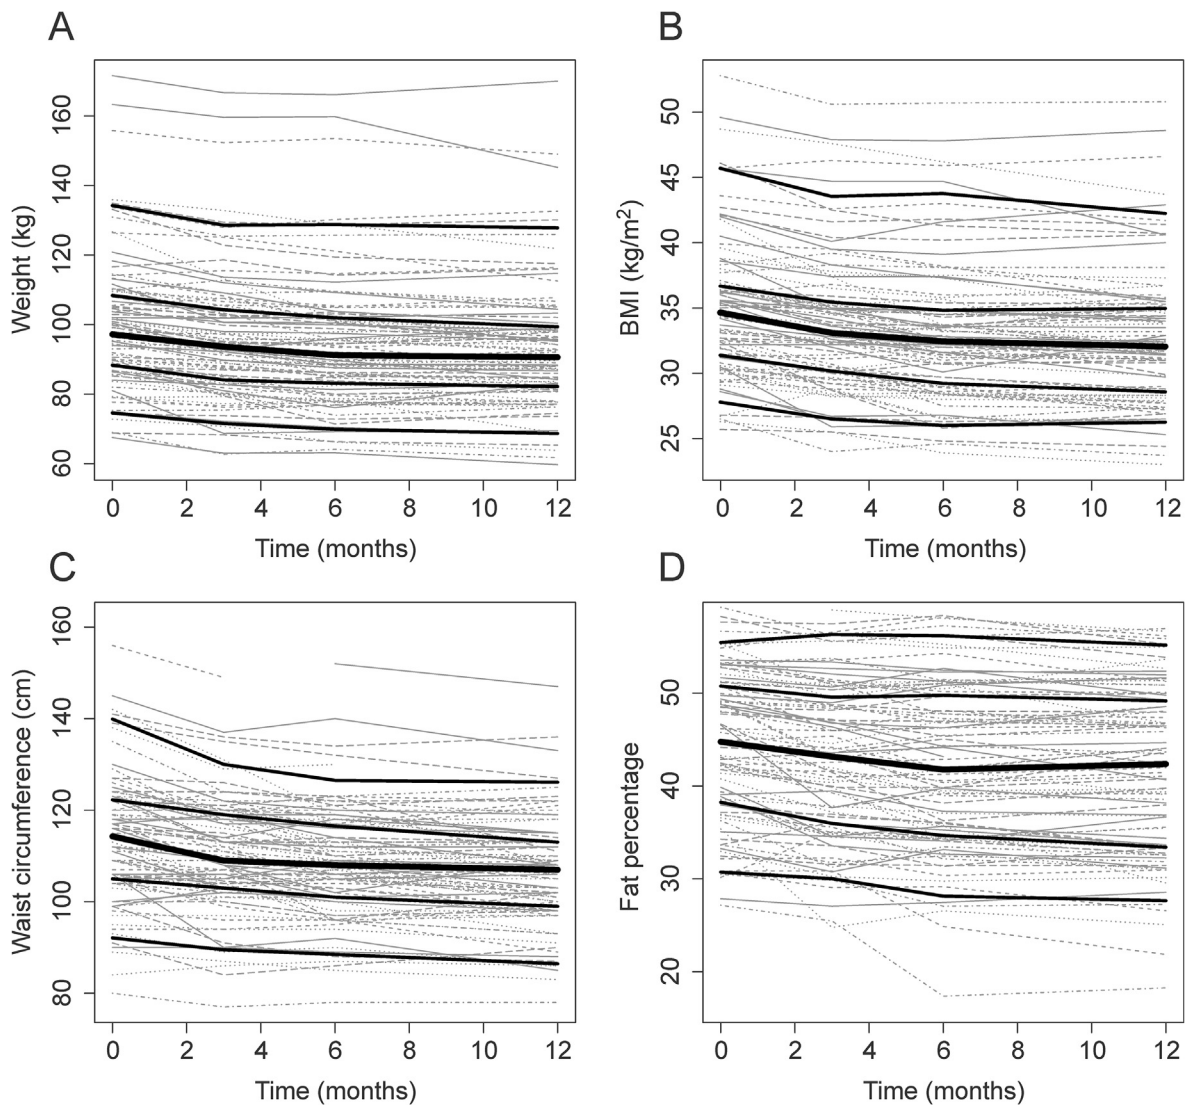 A
Weight (kg)
160
140
120
100
80
60
0 2 4 6 8 10 12
Time (months)
B
BMI (kg/m²)
50
45
40
35
30
25
0 2 4 6 8 10 12
Time (months)
C
Waist circumference (cm)
160
140
120
100
80
0 2 4 6 8 10 12
Time (months)
D
Fat percentage
50
40
30
20
0 2 4 6 8 10 12
Time (months)